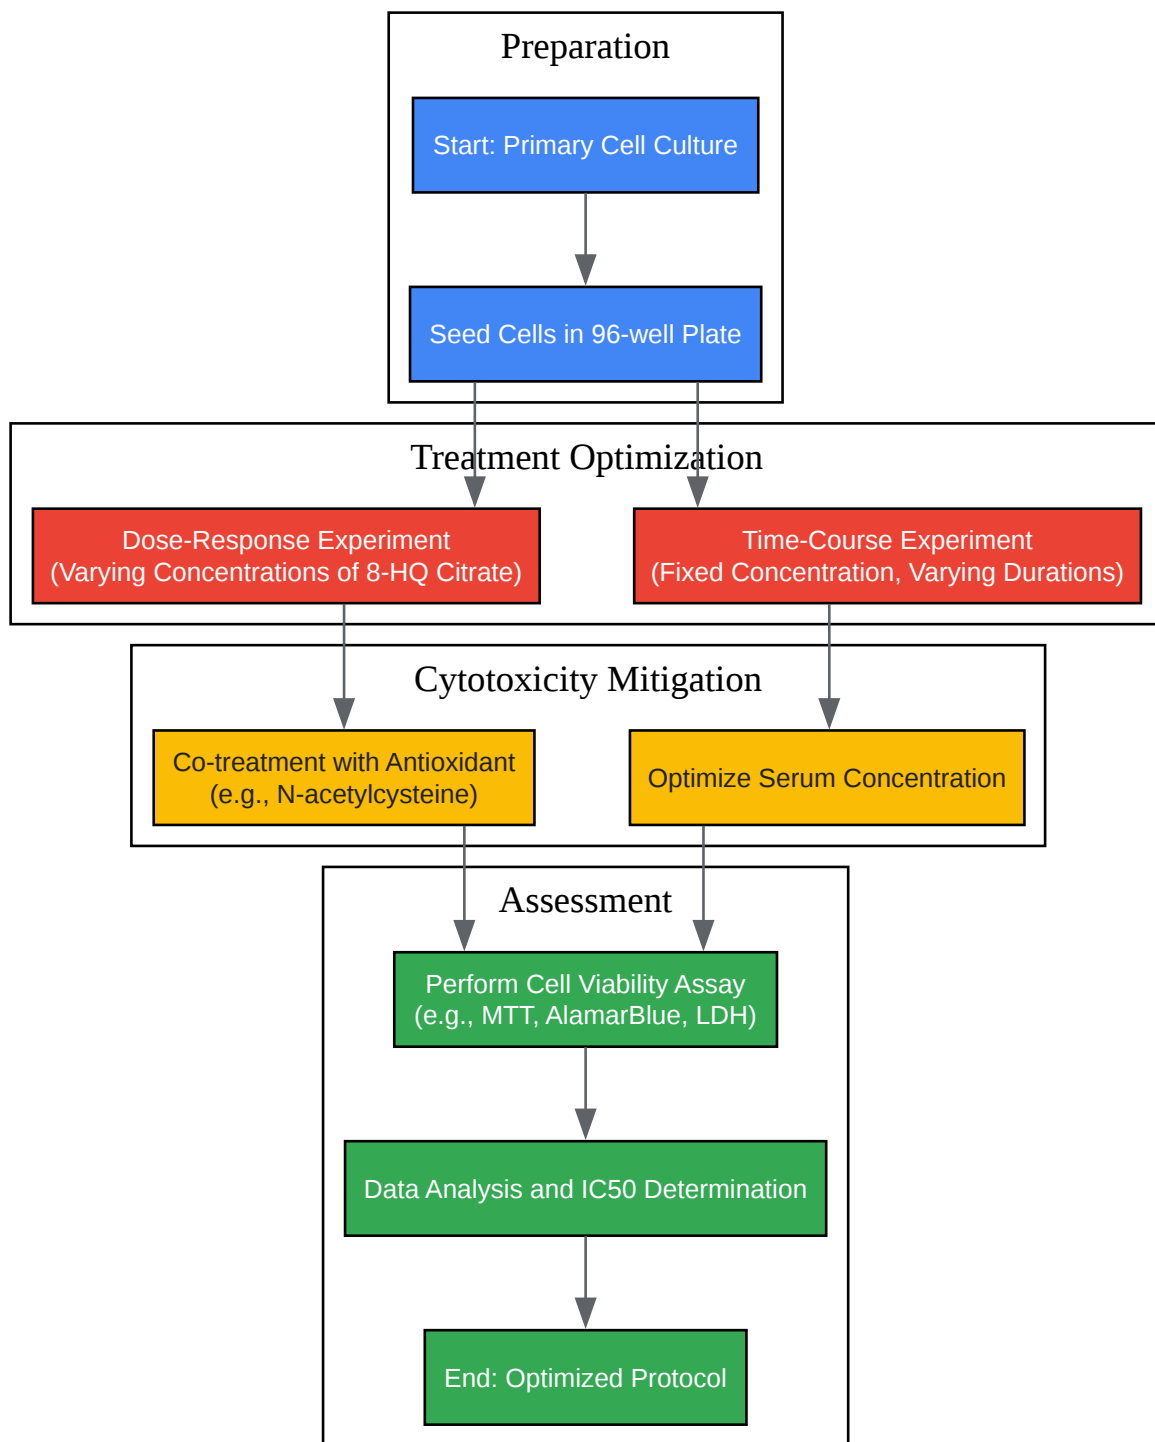 Preparation
Start: Primary Cell Culture
Seed Cells in 96-well Plate
Treatment Optimization
Dose-Response Experiment
(Varying Concentrations of 8-HQ Citrate)
Time-Course Experiment
(Fixed Concentration, Varying Durations)
Cytotoxicity Mitigation
Co-treatment with Antioxidant
(e.g., N-acetylcysteine)
Optimize Serum Concentration
Assessment
Perform Cell Viability Assay
(e.g., MTT, AlamarBlue, LDH)
Data Analysis and IC50 Determination
End: Optimized Protocol